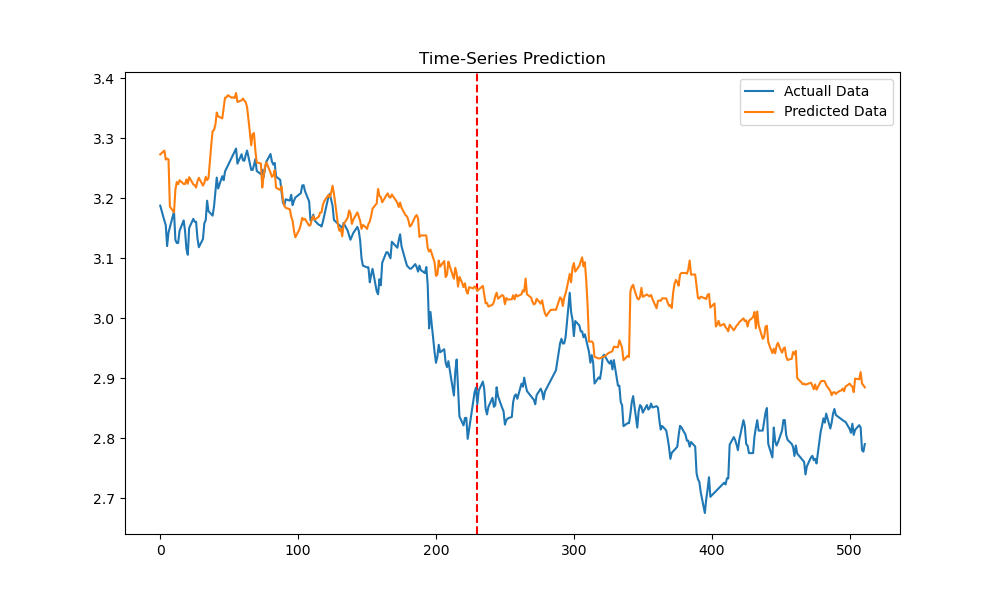 Time-Series Prediction
Actuall Data
Predicted Data
3.4
3.3
3.2
3.1
3.0
2.9
2.8
2.7
0 100 200 300 400 500